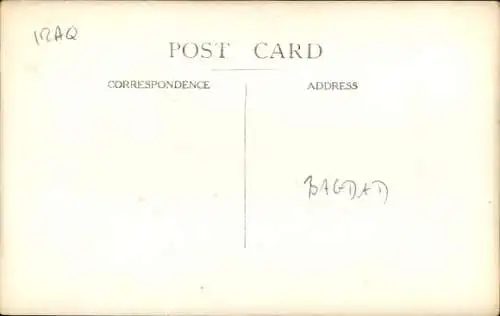 IRAQ
POST CARD
CORRESPONDENCE ADDRESS
BAGDAD